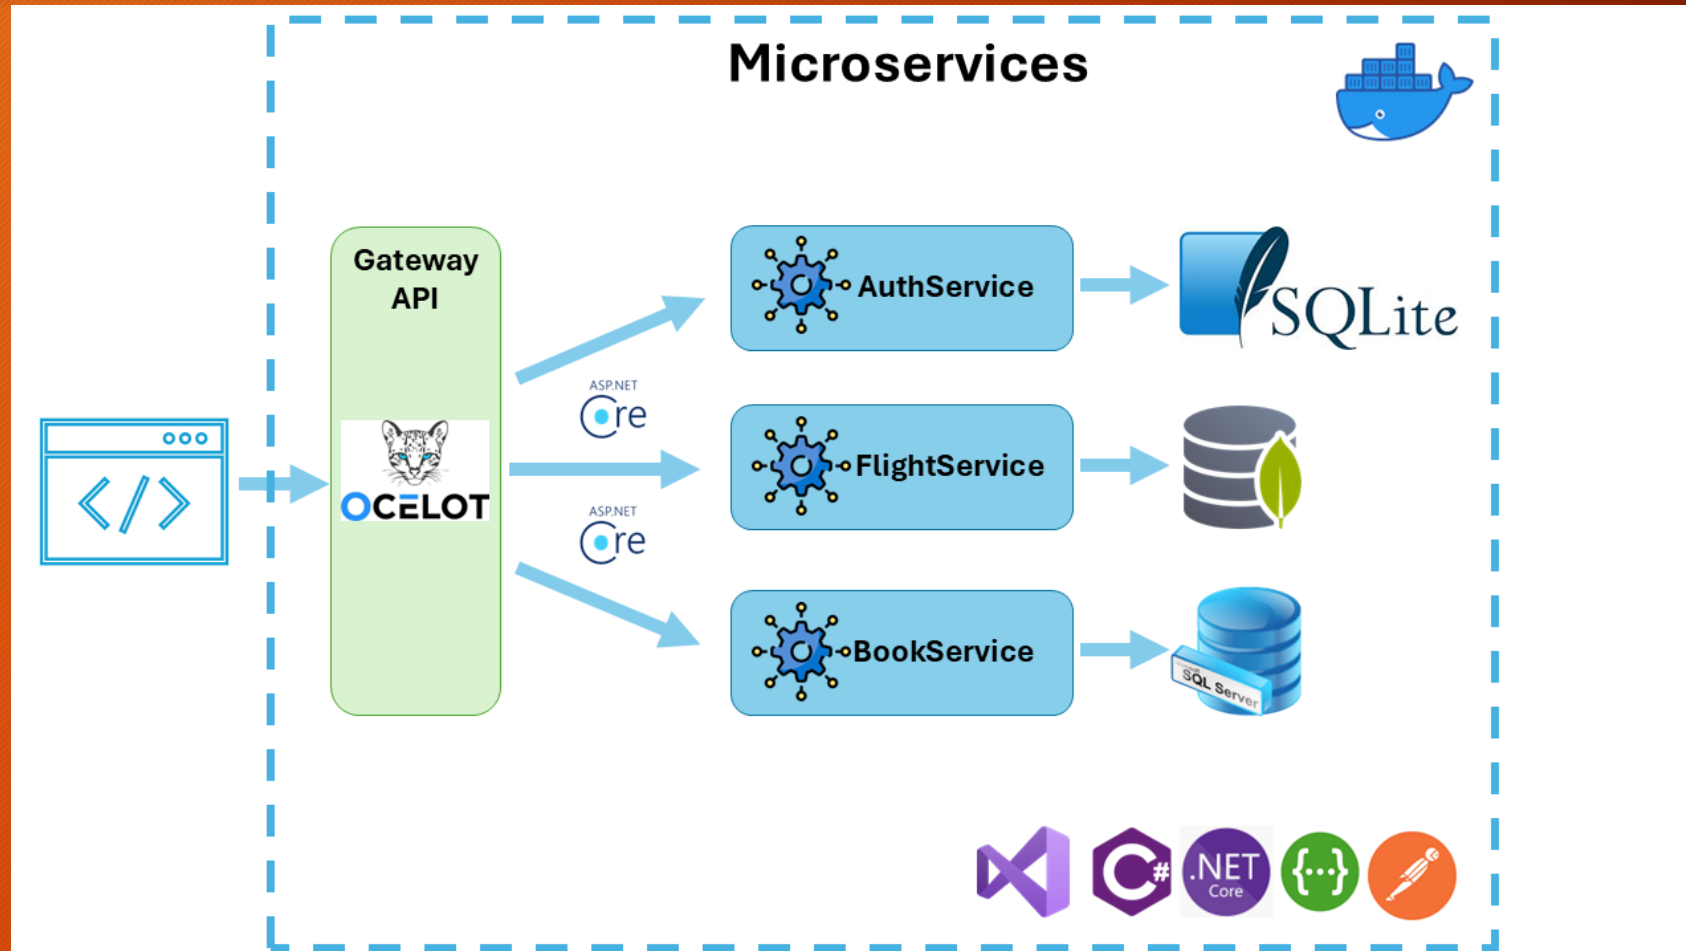 Microservices
Gateway
API
OCELOT
ASP.NET
Core
ASP.NET
Core
AuthService
SQLite
FlightService
BookService
SQL Server
C#
.NET
Core
{...}